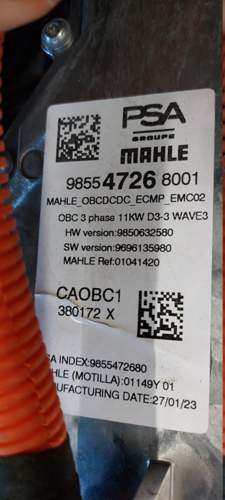 PSA
GROUPE
MAHLE
98554726 8001
MAHLE_OBCDCDC_ECMP_EMC02
OBC 3 phase 11KW D3-3 WAVE3
HW version:9850632580
SW version:9696135980
MAHLE Ref:01041420
CAOBC1
380172 X
SA INDEX:9855472680
HLE (MOTILLA):01149Y 01
NUFACTURING DATE:27/01/23